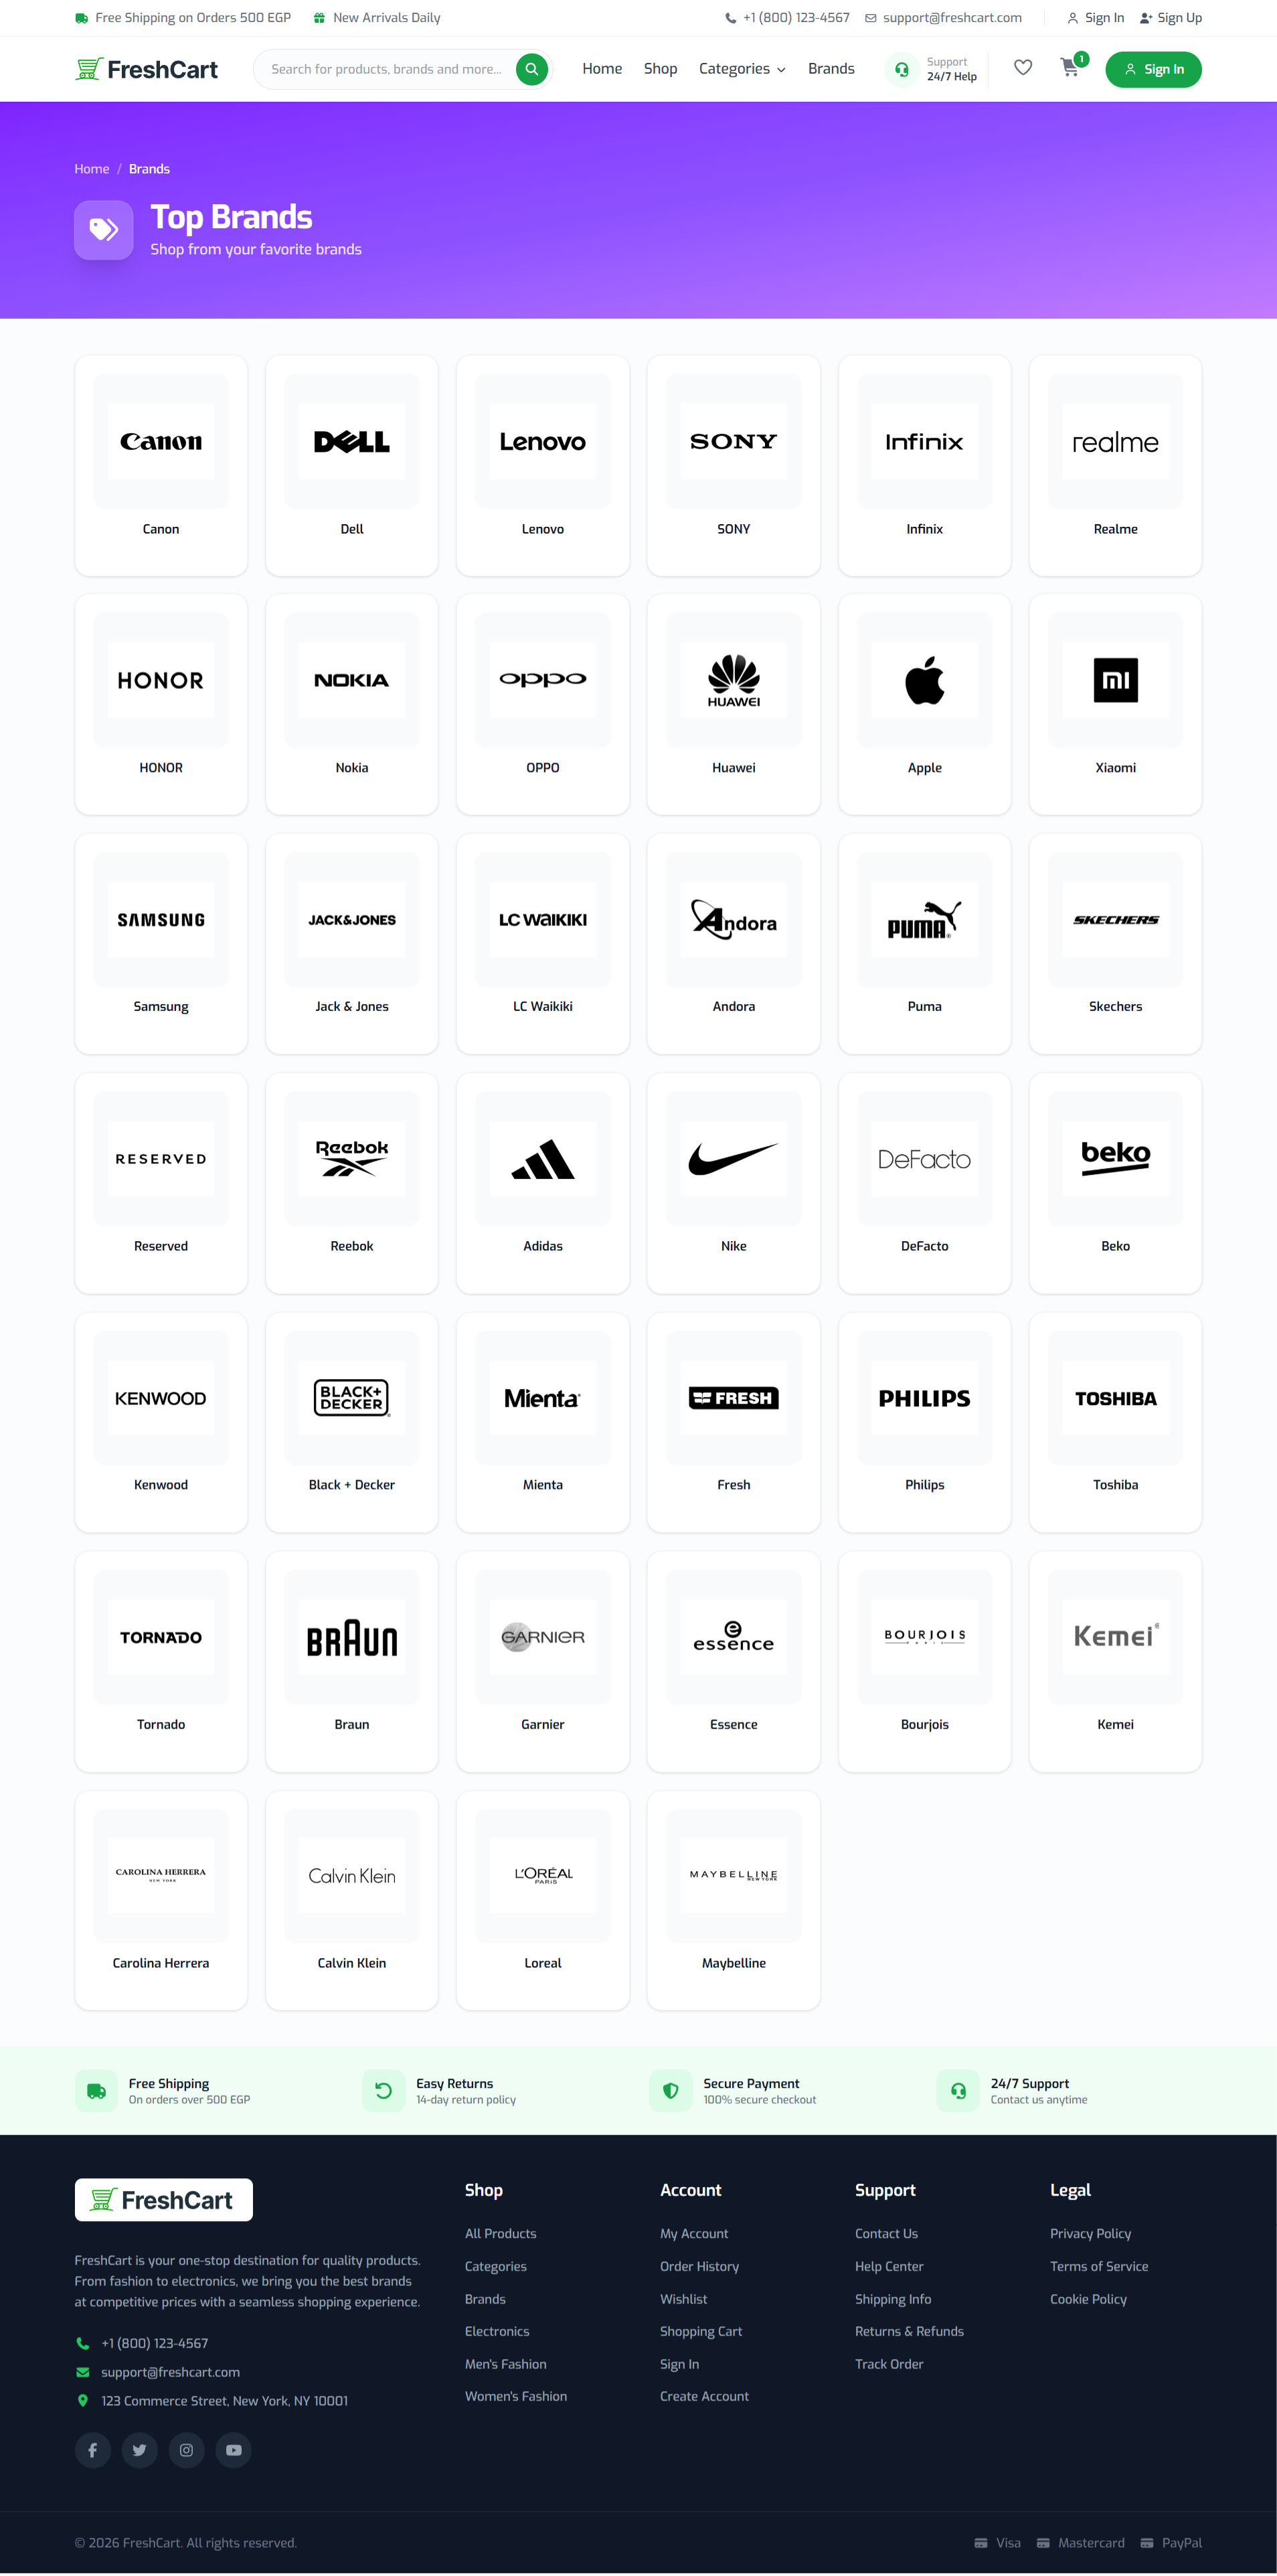 Free Shipping on Orders 500 EGP New Arrivals Daily +1 (800) 123-4567 support@freshcart.com Sign In Sign Up
FreshCart Search for products, brands and more... Home Shop Categories Brands Support 24/7 Help 1 Sign In
Home / Brands
Top Brands
Shop from your favorite brands
Canon DELL Lenovo SONY Infinix realme
Canon Dell Lenovo SONY Infinix Realme
HONOR NOKIA oppo HUAWEI mi
HONOR Nokia OPPO Huawei Apple Xiaomi
SAMSUNG JACK&JONES LC WAIKIKI Andora PUMA SKECHERS
Samsung Jack & Jones LC Waikiki Andora Puma Skechers
RESERVED Reebok DeFacto beko
Reserved Reebok Adidas Nike DeFacto Beko
KENWOOD BLACK+ DECKER Mienta FRESH PHILIPS TOSHIBA
Kenwood Black + Decker Mienta Fresh Philips Toshiba
TORNADO BRAUN GARNIER essence BOURJOIS Kemei
Tornado Braun Garnier Essence Bourjois Kemei
CAROLINA HERRERA NEW YORK Calvin Klein L'ORÉAL PARIS MAYBELLINE NEW YORK
Carolina Herrera Calvin Klein Loreal Maybelline
Free Shipping Easy Returns Secure Payment 24/7 Support
On orders over 500 EGP 14-day return policy 100% secure checkout Contact us anytime
FreshCart
FreshCart is your one-stop destination for quality products.
From fashion to electronics, we bring you the best brands
at competitive prices with a seamless shopping experience.
+1 (800) 123-4567
support@freshcart.com
123 Commerce Street, New York, NY 10001
Shop
All Products
Categories
Brands
Electronics
Men's Fashion
Women's Fashion
Account
My Account
Order History
Wishlist
Shopping Cart
Sign In
Create Account
Support
Contact Us
Help Center
Shipping Info
Returns & Refunds
Track Order
Legal
Privacy Policy
Terms of Service
Cookie Policy
© 2026 FreshCart. All rights reserved. Visa Mastercard PayPal